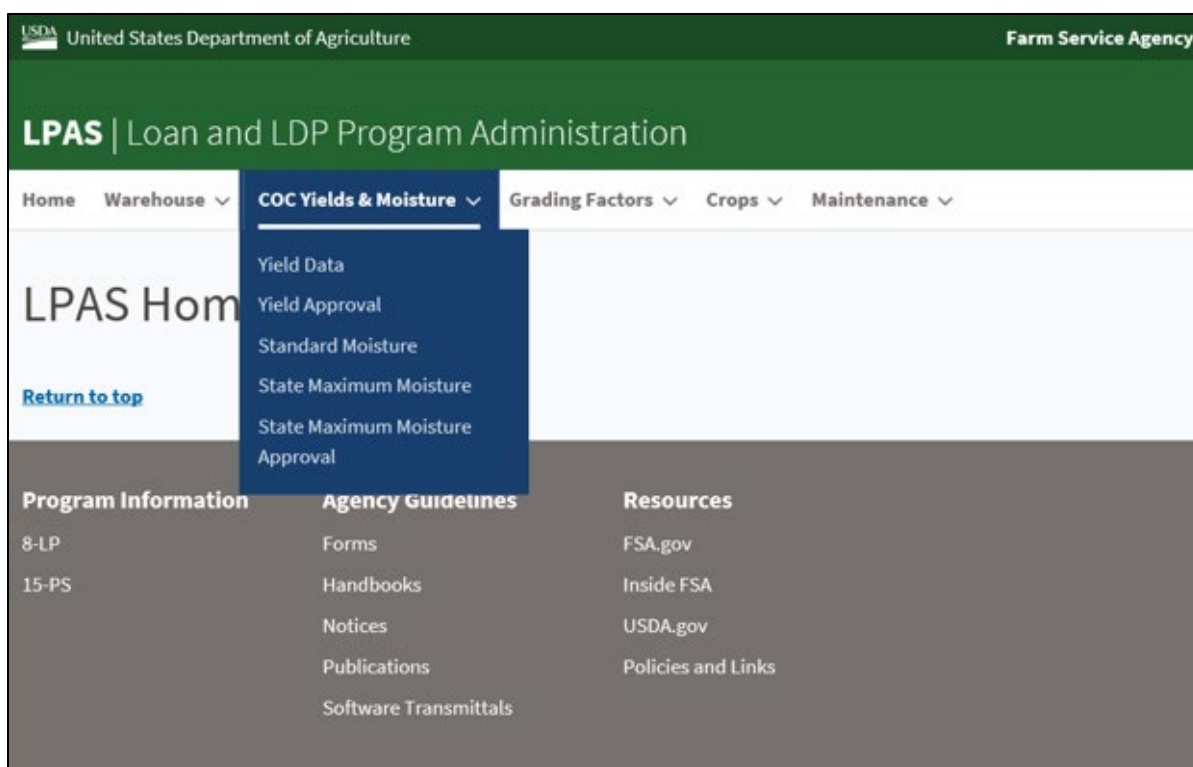 USDA United States Department of Agriculture
Farm Service Agency
LPAS | Loan and LDP Program Administration
Home Warehouse COC Yields & Moisture Grading Factors Crops Maintenance
Yield Data
Yield Approval
Standard Moisture
State Maximum Moisture
State Maximum Moisture
Approval
LPAS Hom
Return to top
Program Information
8-LP
15-PS
Agency Guidelines
Forms
Handbooks
Notices
Publications
Software Transmittals
Resources
FSA.gov
Inside FSA
USDA.gov
Policies and Links